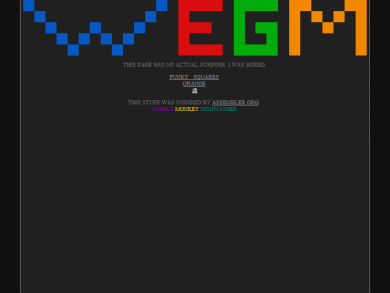 WEGM
THIS PAGE HAS NO ACTUAL PURPOSE I WAS BORED
FUNKY SQUARES
ORANGE
a
THIS STUFF WAS INSPIRED BY ASSEMBLER.ORG
PURPLE MONKEY DISHWASHER